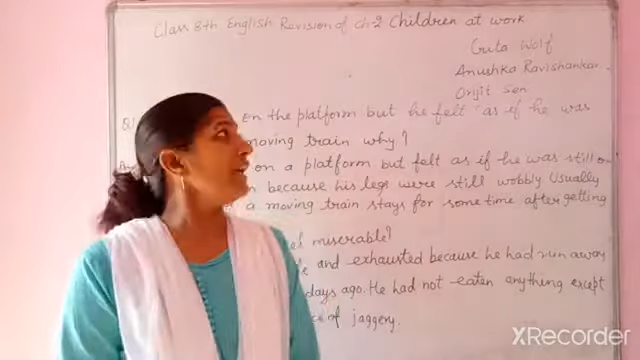 Class 8th English Revision of ch-2 Children at work
Guta Wolf
Anushka Ravishankar.
Orijit Sen
Q1 on the platform but he felt "as if he was
moving train why?
on a platform but felt as if he was still on
because his legs were still wobbly Usually
a moving train stays for some time after getting
miserable?
and exhausted because he had run away
days ago. He had not eaten anything except
of jaggery.
XRecorder